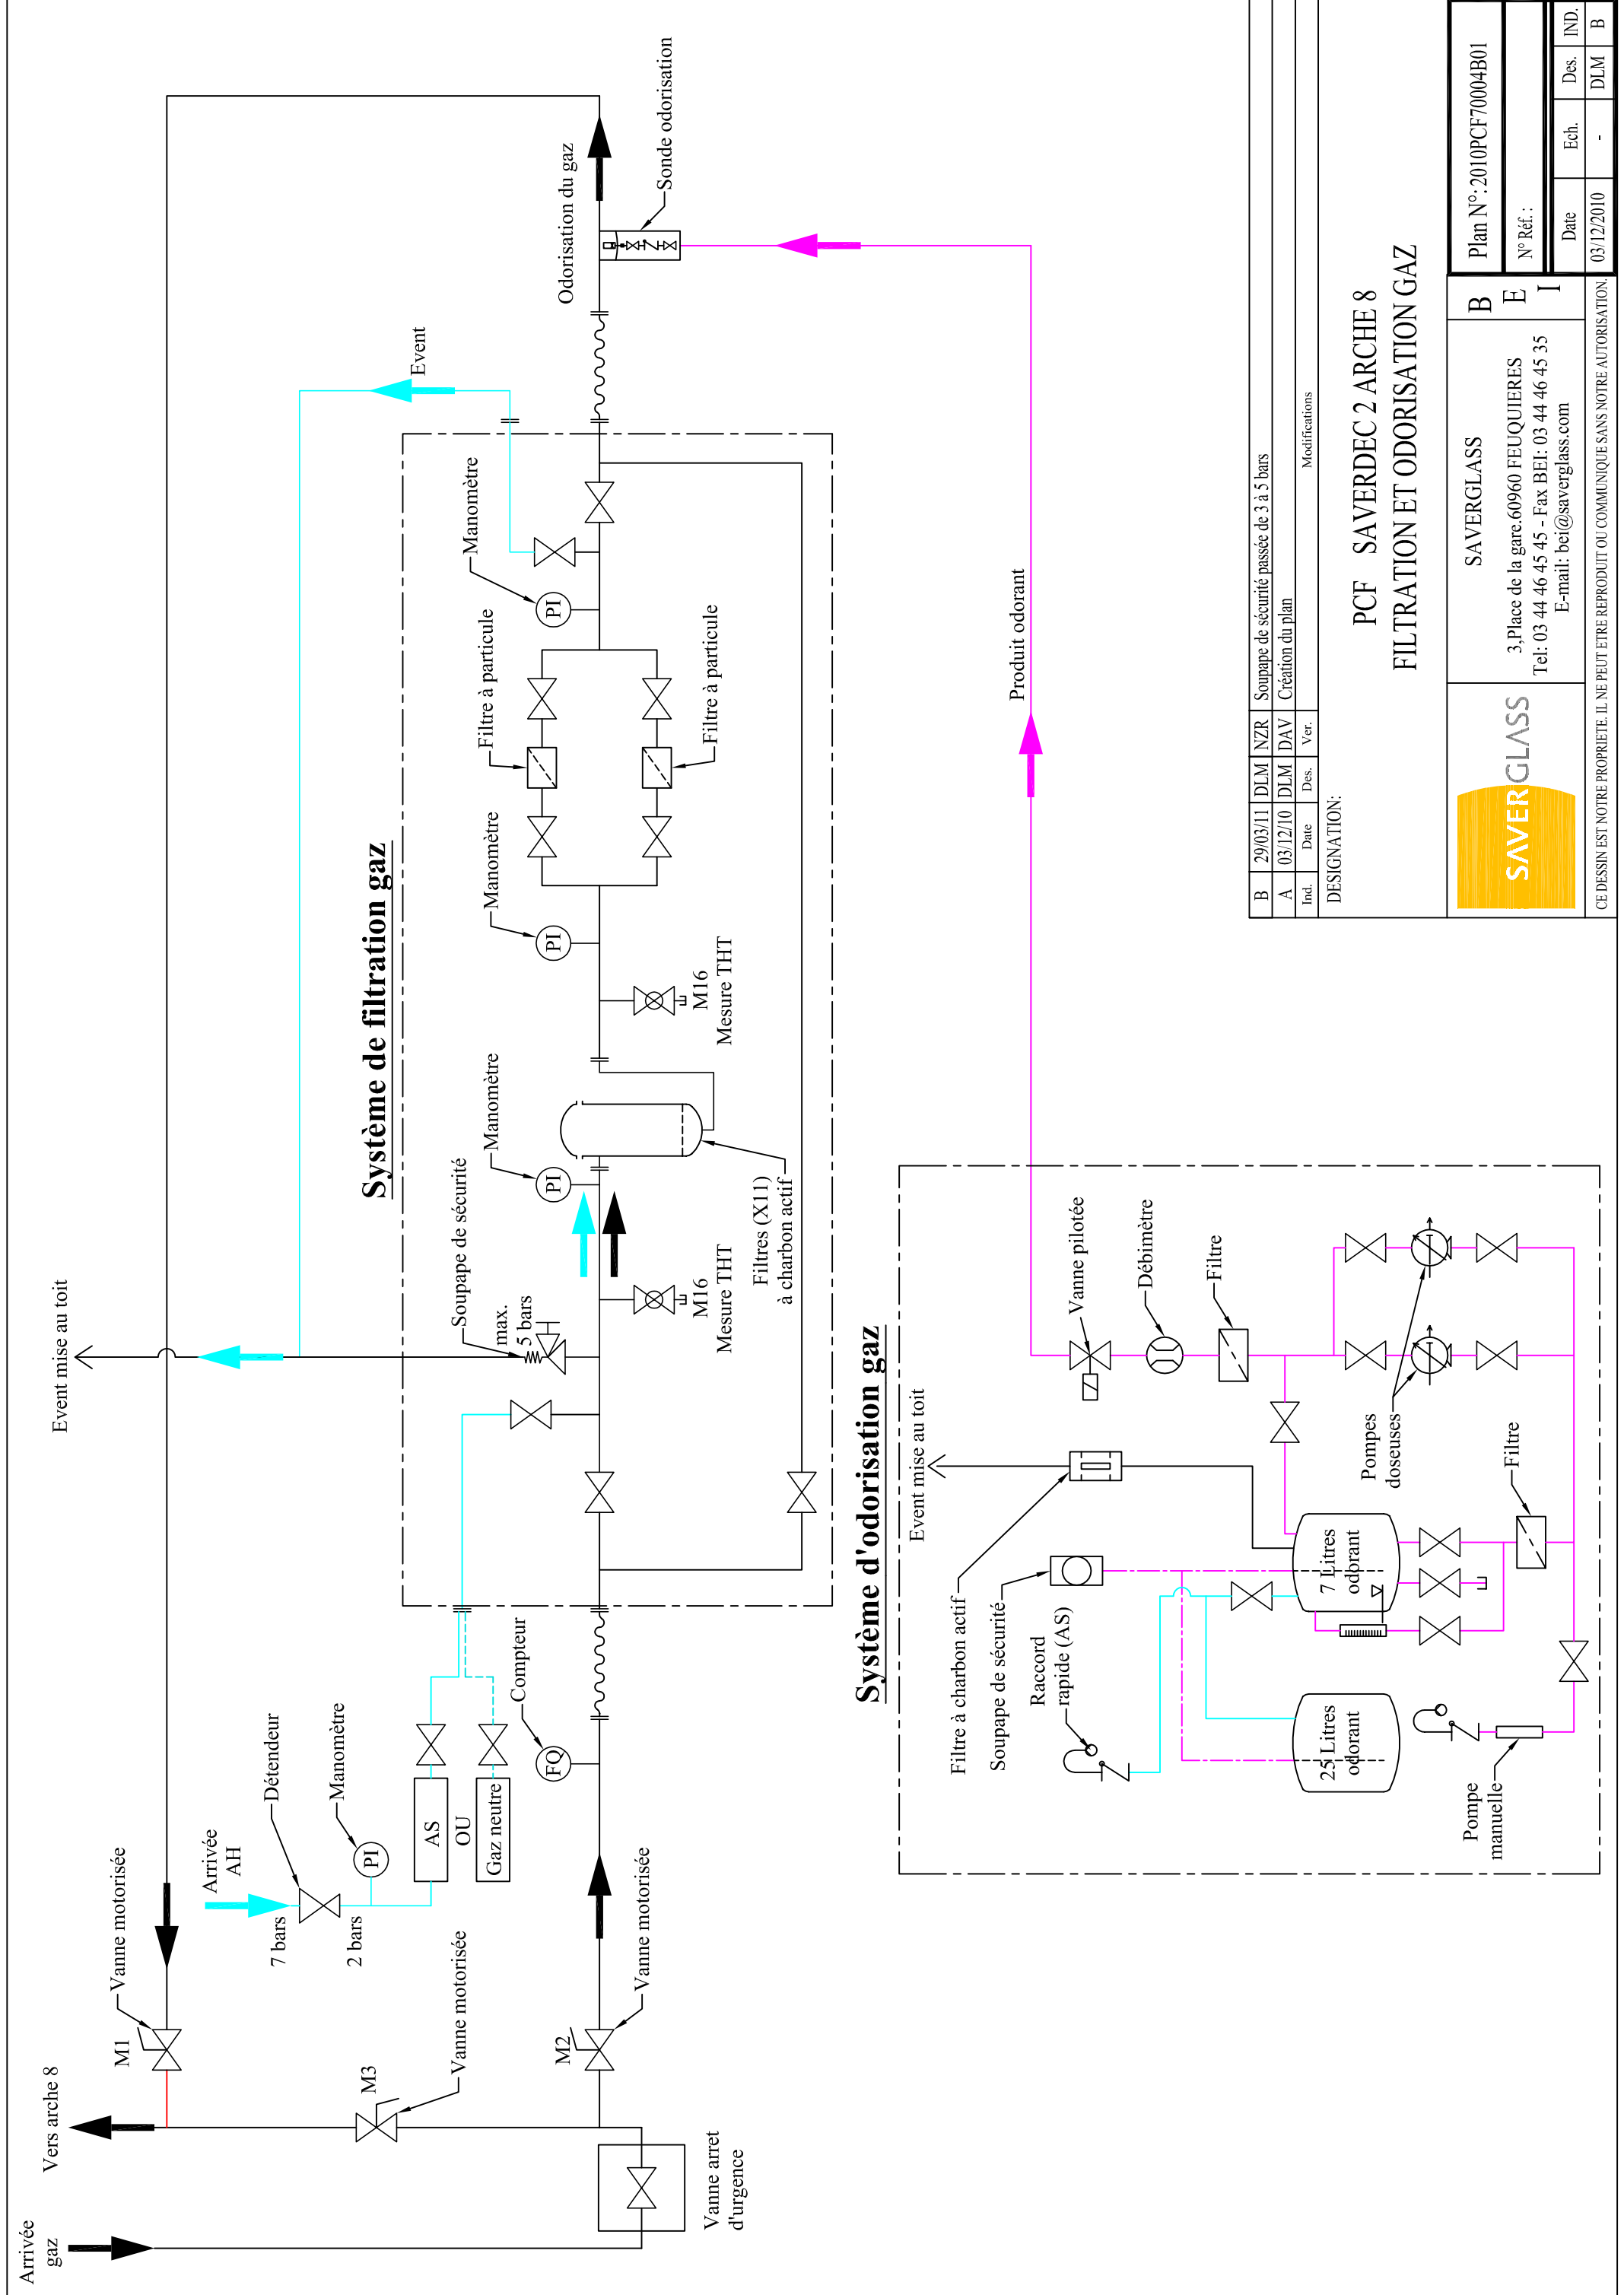 Arrivée
gaz
Vers arche 8
M1
Vanne motorisée
M3
Vanne motorisée
M2
Vanne motorisée
Vanne arret
d'urgence
Arrivée
AH
7 bars
2 bars
Détendeur
Manomètre
PI
AS
OU
Gaz neutre
Compteur
FQ
Event mise au toit
Système de filtration gaz
Soupape de sécurité
max.
5 bars
M16
Mesure THT
Manomètre
PI
Filtres (X11)
à charbon actif
M16
Mesure THT
Manomètre
PI
Filtre à particule
Filtre à particule
Manomètre
PI
Event
Odorisation du gaz
Sonde odorisation
Produit odorant
Système d'odorisation gaz
Event mise au toit
Filtre à charbon actif
Soupape de sécurité
Raccord
rapide (AS)
25 Litres
odorant
7 Litres
odorant
Pompe
manuelle
Filtre
Pompes
doseuses
Vanne pilotée
Débimètre
Filtre
B 29/03/11 DLM NZR Soupape de sécurité passée de 3 à 5 bars
A 03/12/10 DLM DAV Création du plan
Ind. Date Des. Ver. Modifications
DESIGNATION:
PCF SAVERDEC 2 ARCHE 8
FILTRATION ET ODORISATION GAZ
SAVERGLASS
SAVERGLASS
3,Place de la gare.60960 FEUQUIERES
Tel: 03 44 46 45 45 - Fax BEI: 03 44 46 45 35
E-mail: bei@saverglass.com
B
E
I
Plan N°: 2010PCF70004B01
N° Réf. :
Date Ech. Des. IND.
03/12/2010 - DLM B
CE DESSIN EST NOTRE PROPRIETE. IL NE PEUT ETRE REPRODUIT OU COMMUNIQUE SANS NOTRE AUTORISATION.